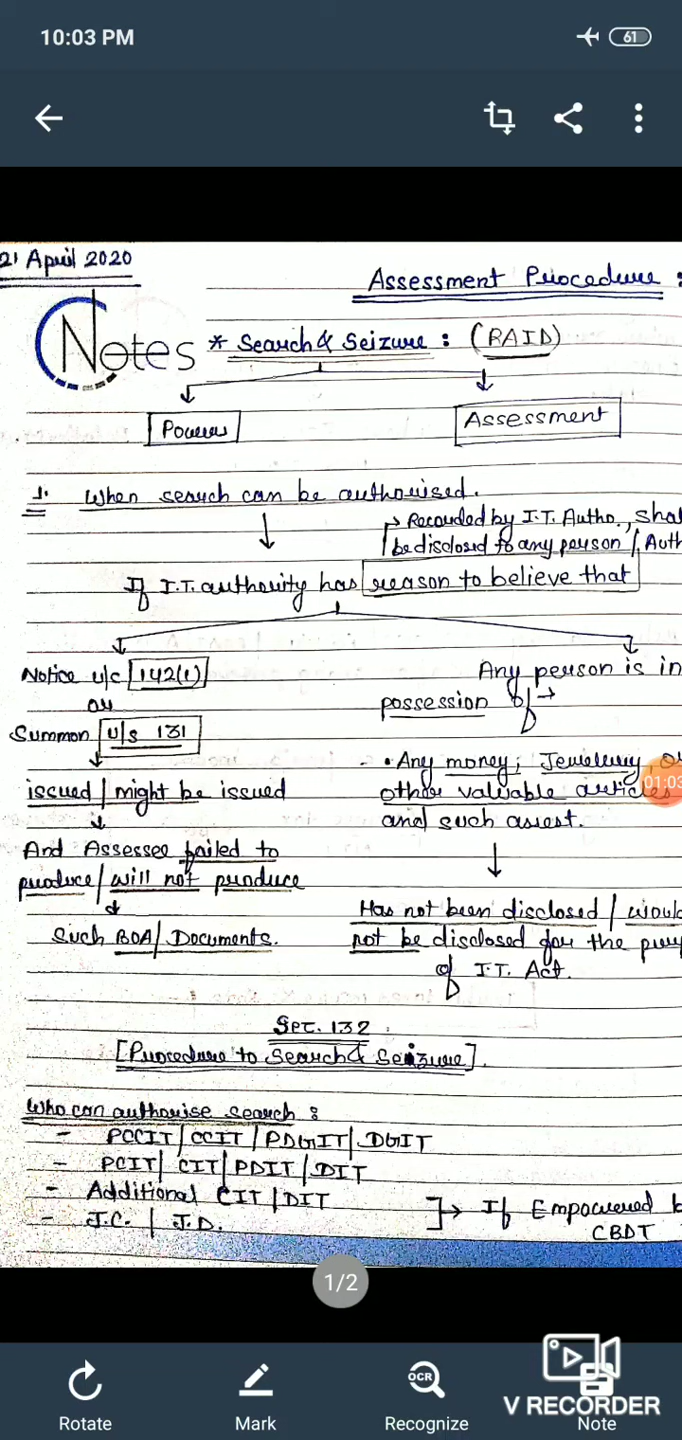 10:03 PM
61
21 April 2020
Assessment Procedure:
Notes
* Search & Seizure : (RAID)
Powers
Assessment
1. When search can be authorised.
→ Recorded by I.T. Autho., Shal
be disclosed to any person / Auth
If I.T. authority has reason to believe that
Notice u/c 142(1)
or
Summon u/s 131
issued / might be issued
And Assessee failed to
produce / will not produce
Such BOA / Documents.
Any person is in
possession of →
• Any money; Jewellery, or
other valuable articles
and such assest.
01:03
Has not been disclosed / would
not be disclosed for the purp
of I.T. Act.
Sec. 132
[Procedure to Search & Seizure].
Who can authorise search :
- PCCIT / CCIT / PDGIT / DGIT
- PCIT / CIT / PDIT / DIT
- Additional CIT / DIT
- J.C. / J.D.
]→ If Empowered b
CBDT
1/2
OCR
V RECORDER
Rotate
Mark
Recognize
Note